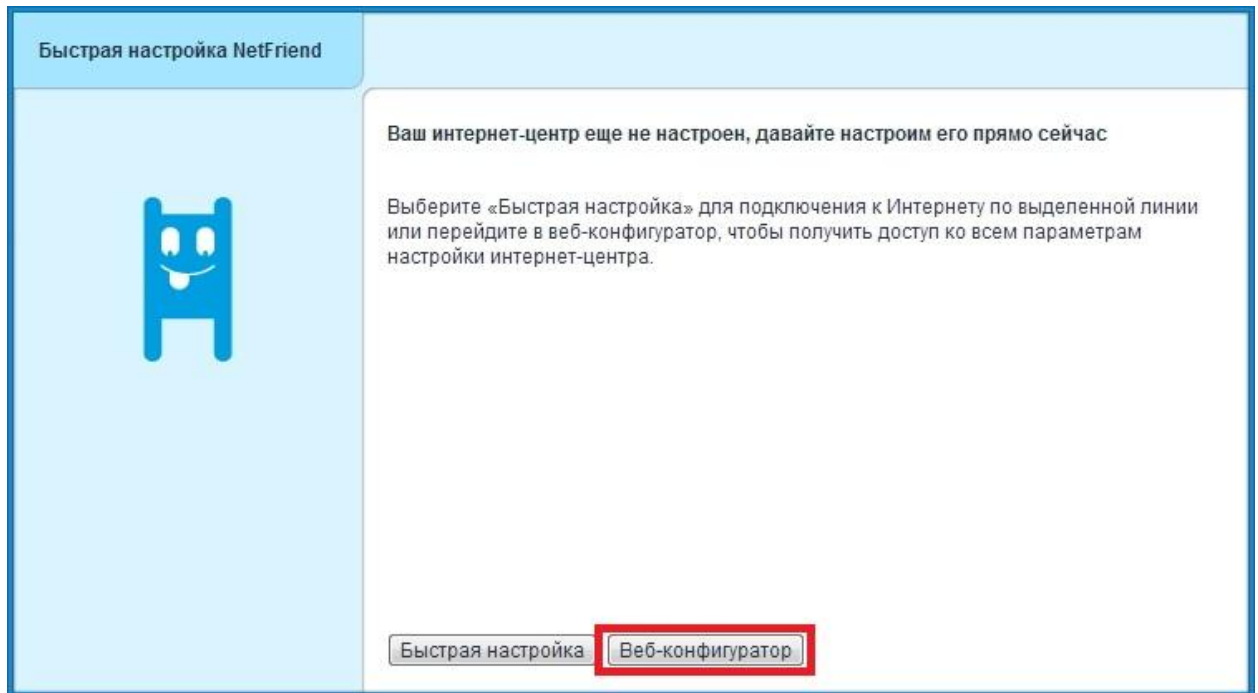 Быстрая настройка NetFriend
Ваш интернет-центр еще не настроен, давайте настроим его прямо сейчас
Выберите «Быстрая настройка» для подключения к Интернету по выделенной линии
или перейдите в веб-конфигуратор, чтобы получить доступ ко всем параметрам
настройки интернет-центра.
Быстрая настройка Веб-конфигуратор